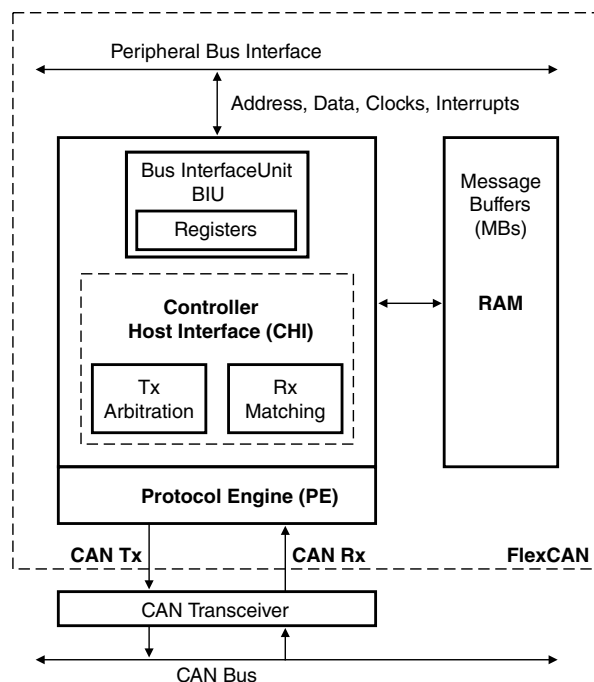 Peripheral Bus Interface
Address, Data, Clocks, Interrupts
Bus InterfaceUnit
BIU
Registers
Message
Buffers
(MBs)
RAM
Controller
Host Interface (CHI)
Tx
Arbitration
Rx
Matching
Protocol Engine (PE)
CAN Tx
CAN Rx
FlexCAN
CAN Transceiver
CAN Bus